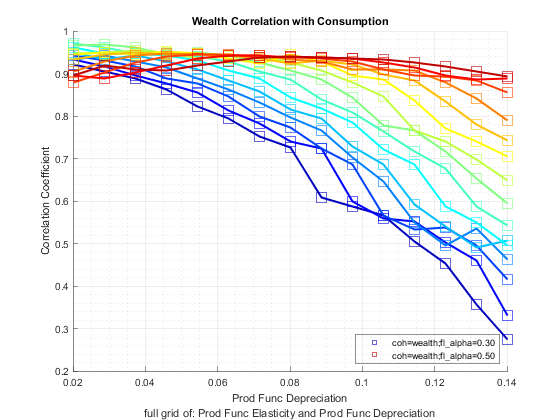 Wealth Correlation with Consumption
1
0.9
0.8
0.7
0.6
0.5
0.4
0.3
0.2
Correlation Coefficient
coh=wealth;fl_alpha=0.30
coh=wealth;fl_alpha=0.50
0.02 0.04 0.06 0.08 0.1 0.12 0.14
Prod Func Depreciation
full grid of: Prod Func Elasticity and Prod Func Depreciation